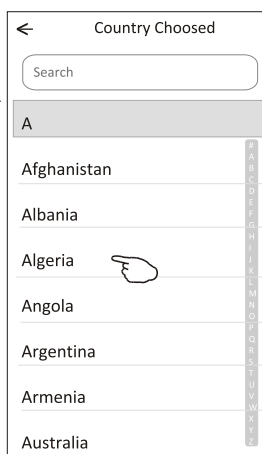 Country Choosed
Search
A
Afghanistan
Albania
Algeria
Angola
Argentina
Armenia
Australia
#
A
B
C
D
E
F
G
H
I
J
K
L
M
N
O
P
Q
R
S
T
U
V
W
X
Y
Z